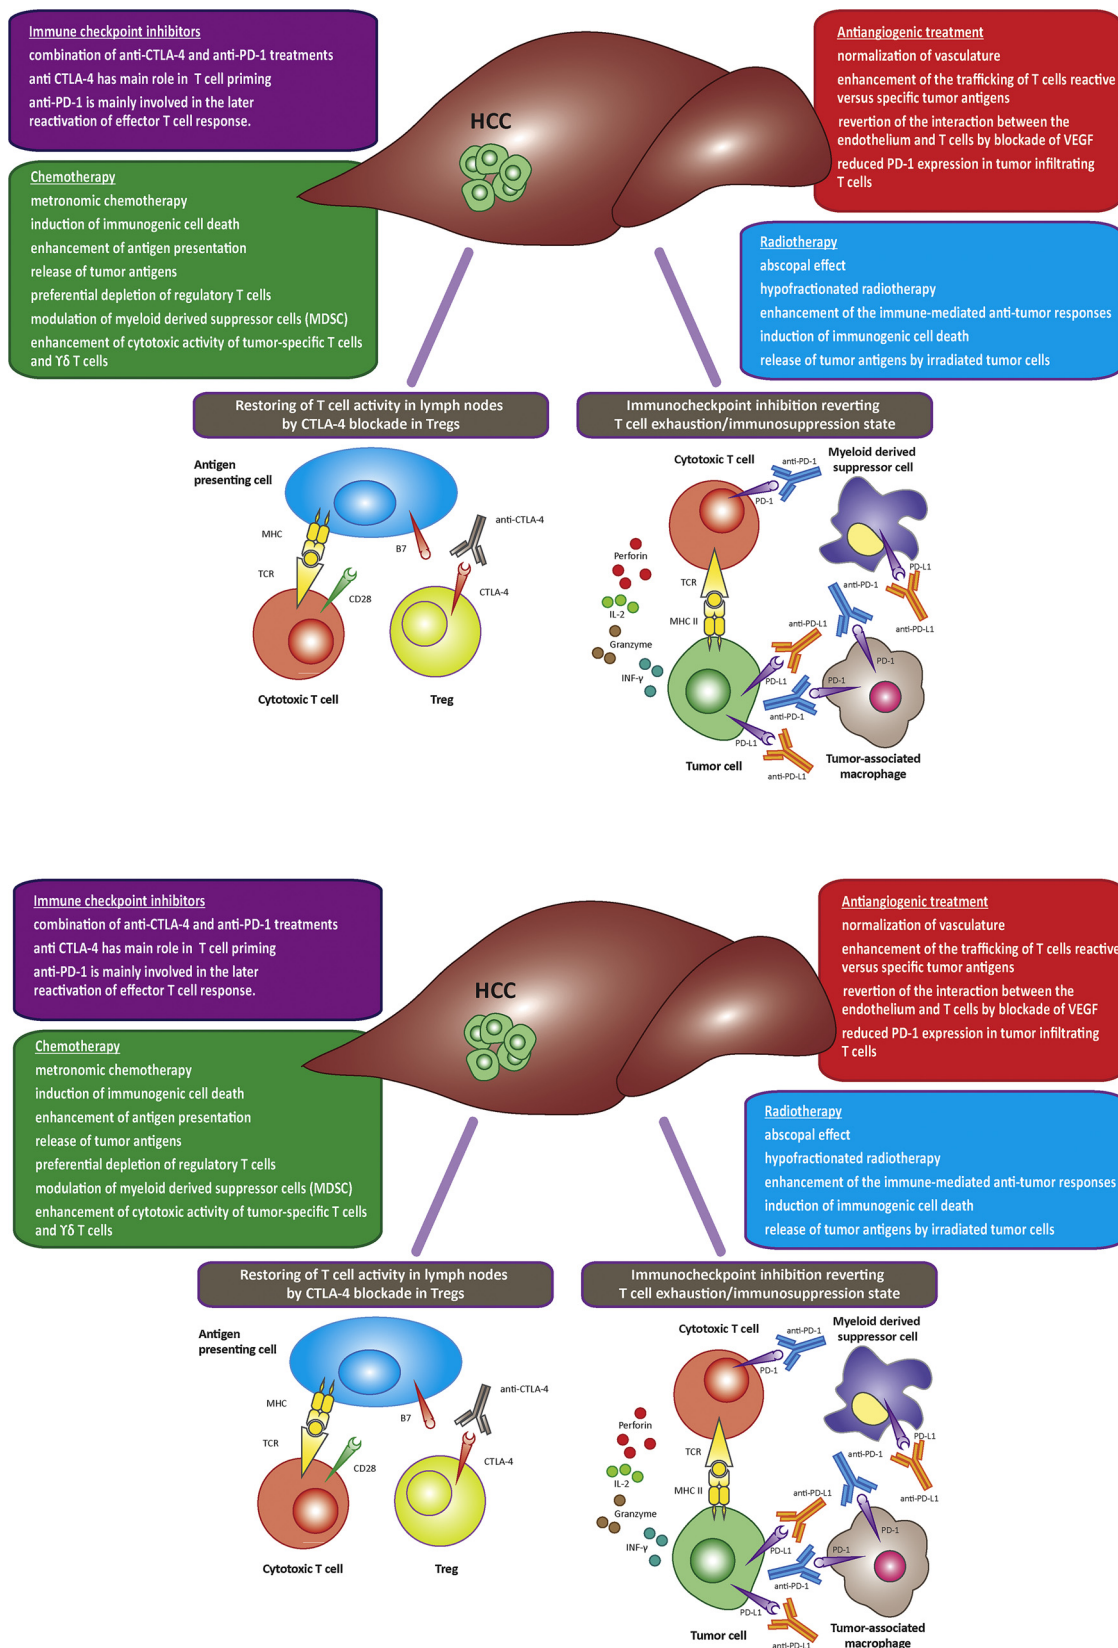 Immune checkpoint inhibitors
combination of anti-CTLA-4 and anti-PD-1 treatments
anti CTLA-4 has main role in T cell priming
anti-PD-1 is mainly involved in the later
reactivation of effector T cell response.
Antiangiogenic treatment
normalization of vasculature
enhancement of the trafficking of T cells reactive
versus specific tumor antigens
revertion of the interaction between the
endothelium and T cells by blockade of VEGF
reduced PD-1 expression in tumor infiltrating
T cells
HCC
Chemotherapy
metronomic chemotherapy
induction of immunogenic cell death
enhancement of antigen presentation
release of tumor antigens
preferential depletion of regulatory T cells
modulation of myeloid derived suppressor cells (MDSC)
enhancement of cytotoxic activity of tumor-specific T cells
and ϒδ T cells
Radiotherapy
abscopal effect
hypofractionated radiotherapy
enhancement of the immune-mediated anti-tumor responses
induction of immunogenic cell death
release of tumor antigens by irradiated tumor cells
Restoring of T cell activity in lymph nodes
by CTLA-4 blockade in Tregs
Antigen
presenting cell
MHC
TCR
CD28
B7
anti-CTLA-4
CTLA-4
Cytotoxic T cell
Treg
Immunocheckpoint inhibition reverting
T cell exhaustion/immunosuppression state
Cytotoxic T cell
anti-PD-1
PD-1
Myeloid derived
suppressor cell
Perforin
TCR
IL-2
MHC II
Granzyme
INF-γ
PD-L1
anti-PD-1
anti-PD-L1
anti-PD-L1
PD-1
PD-L1
PD-1
anti-PD-1
PD-L1
anti-PD-L1
Tumor cell
Tumor-associated
macrophage
Immune checkpoint inhibitors
combination of anti-CTLA-4 and anti-PD-1 treatments
anti CTLA-4 has main role in T cell priming
anti-PD-1 is mainly involved in the later
reactivation of effector T cell response.
Antiangiogenic treatment
normalization of vasculature
enhancement of the trafficking of T cells reactive
versus specific tumor antigens
revertion of the interaction between the
endothelium and T cells by blockade of VEGF
reduced PD-1 expression in tumor infiltrating
T cells
HCC
Chemotherapy
metronomic chemotherapy
induction of immunogenic cell death
enhancement of antigen presentation
release of tumor antigens
preferential depletion of regulatory T cells
modulation of myeloid derived suppressor cells (MDSC)
enhancement of cytotoxic activity of tumor-specific T cells
and ϒδ T cells
Radiotherapy
abscopal effect
hypofractionated radiotherapy
enhancement of the immune-mediated anti-tumor responses
induction of immunogenic cell death
release of tumor antigens by irradiated tumor cells
Restoring of T cell activity in lymph nodes
by CTLA-4 blockade in Tregs
Antigen
presenting cell
MHC
TCR
CD28
B7
anti-CTLA-4
CTLA-4
Cytotoxic T cell
Treg
Immunocheckpoint inhibition reverting
T cell exhaustion/immunosuppression state
Cytotoxic T cell
anti-PD-1
PD-1
Myeloid derived
suppressor cell
Perforin
TCR
IL-2
MHC II
Granzyme
INF-γ
PD-L1
anti-PD-1
anti-PD-L1
anti-PD-L1
PD-1
PD-L1
PD-1
anti-PD-1
PD-L1
anti-PD-L1
Tumor cell
Tumor-associated
macrophage